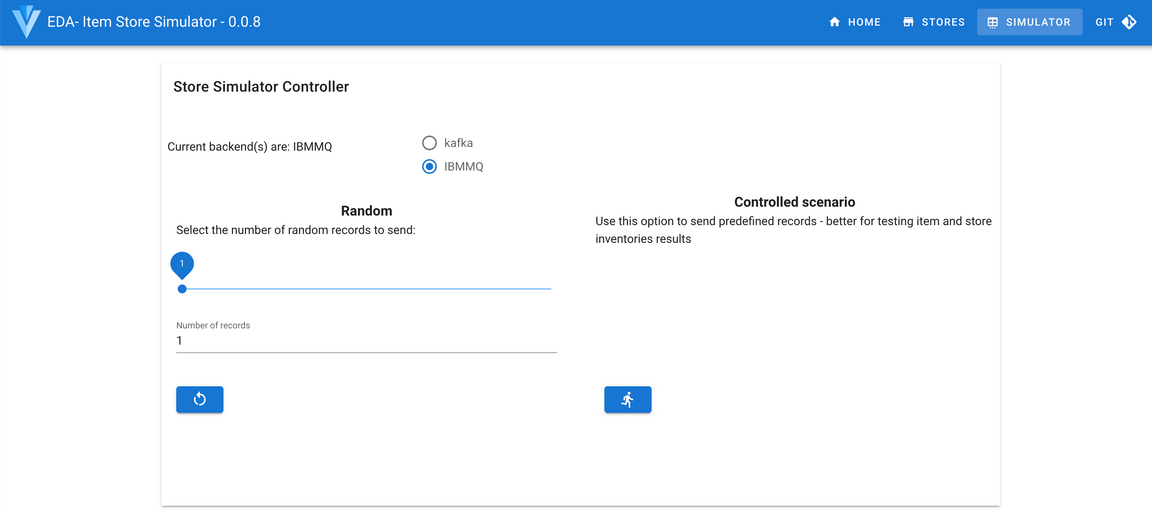 EDA- Item Store Simulator - 0.0.8
HOME
STORES
SIMULATOR
GIT
Store Simulator Controller
Current backend(s) are: IBMMQ
kafka
IBMMQ
Random
Select the number of random records to send:
1
Number of records
1
Controlled scenario
Use this option to send predefined records - better for testing item and store
inventories results